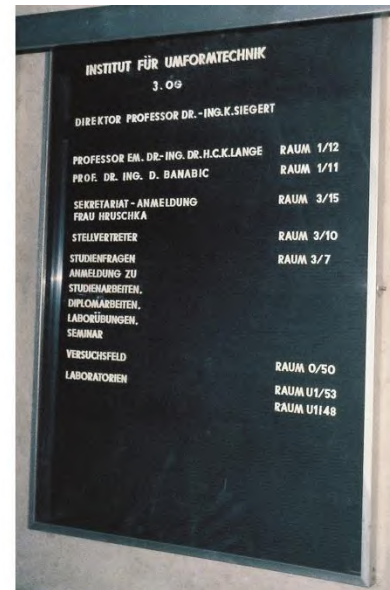 INSTITUT FÜR UMFORMTECHNIK
3. OG
DIREKTOR PROFESSOR DR.-ING.K.SIEGERT
PROFESSOR EM. DR.-ING. DR.H.C.K.LANGE RAUM 1/12
PROF. DR. ING. D. BANABIC RAUM 1/11
SEKRETARIAT-ANMELDUNG RAUM 3/15
FRAU HRUSCHKA
STELLVERTRETER RAUM 3/10
STUDIENFRAGEN RAUM 3/7
ANMELDUNG ZU
STUDIENARBEITEN,
DIPLOMARBEITEN,
LABORÜBUNGEN,
SEMINAR
VERSUCHSFELD RAUM 0/50
LABORATORIEN RAUM U1/53
RAUM U1148